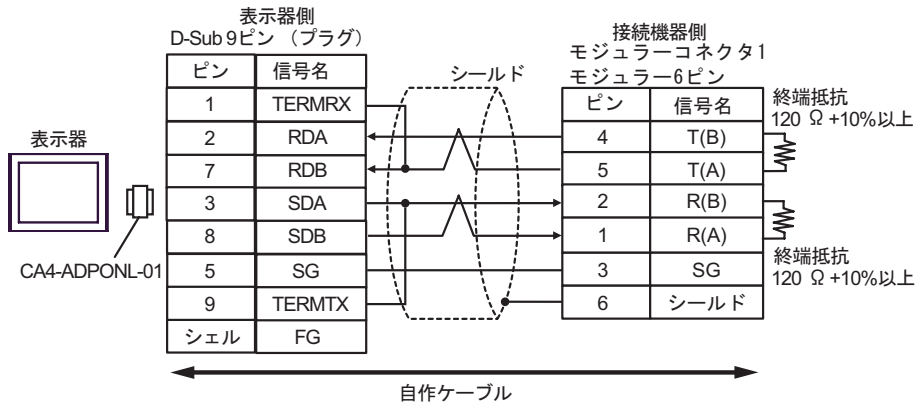 表示器側
D-Sub 9ピン （プラグ）
ピン 信号名
1 TERMRX
2 RDA
7 RDB
3 SDA
8 SDB
5 SG
9 TERMTX
シェル FG
表示器
CA4-ADPONL-01
シールド
接続機器側
モジュラーコネクタ1
モジュラー6ピン
ピン 信号名
4 T(B)
5 T(A)
2 R(B)
1 R(A)
3 SG
6 シールド
終端抵抗
120 Ω +10%以上
終端抵抗
120 Ω +10%以上
自作ケーブル